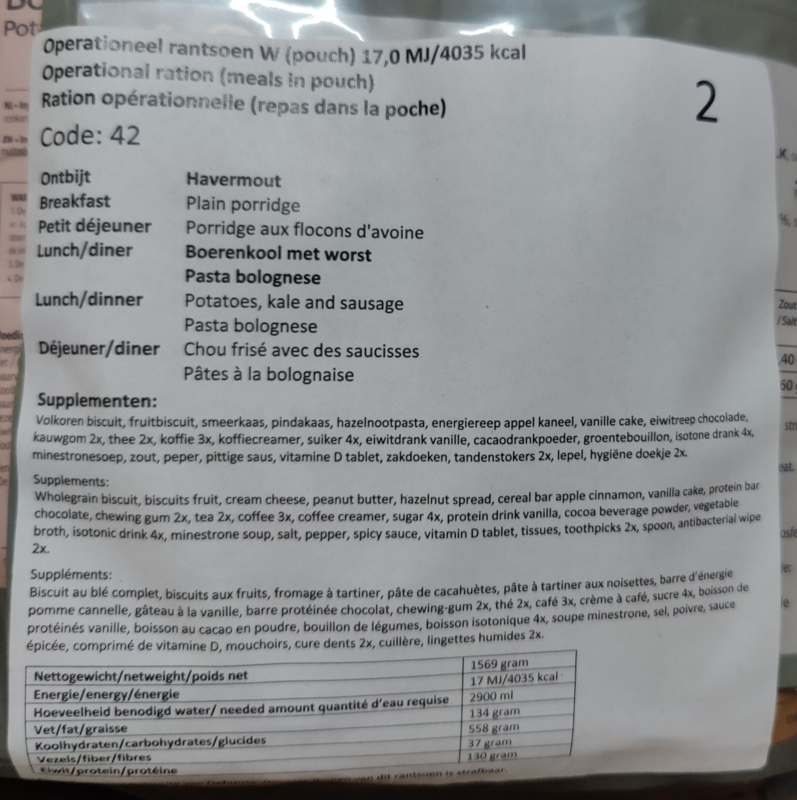 Operationeel rantsoen W (pouch) 17,0 MJ/4035 kcal
Operational ration (meals in pouch)
Ration opérationnelle (repas dans la poche)
2
Code: 42
Ontbijt Havermout
Breakfast Plain porridge
Petit déjeuner Porridge aux flocons d'avoine
Lunch/diner Boerenkool met worst
Pasta bolognese
Lunch/dinner Potatoes, kale and sausage
Pasta bolognese
Déjeuner/diner Chou frisé avec des saucisses
Pâtes à la bolognaise
Supplementen:
Volkoren biscuit, fruitbiscuit, smeerkaas, pindakaas, hazelnootpasta, energiereep appel kaneel, vanille cake, eiwitreep chocolade,
kauwgom 2x, thee 2x, koffie 3x, koffiecreamer, suiker 4x, eiwitdrank vanille, cacaodrankpoeder, groentebouillon, isotone drank 4x,
minestronesoep, zout, peper, pittige saus, vitamine D tablet, zakdoeken, tandenstokers 2x, lepel, hygiëne doekje 2x.
Supplements:
Wholegrain biscuit, biscuits fruit, cream cheese, peanut butter, hazelnut spread, cereal bar apple cinnamon, vanilla cake, protein bar
chocolate, chewing gum 2x, tea 2x, coffee 3x, coffee creamer, sugar 4x, protein drink vanilla, cocoa beverage powder, vegetable
broth, isotonic drink 4x, minestrone soup, salt, pepper, spicy sauce, vitamin D tablet, tissues, toothpicks 2x, spoon, antibacterial wipe
2x.
Suppléments:
Biscuit au blé complet, biscuits aux fruits, fromage à tartiner, pâte de cacahuètes, pâte à tartiner aux noisettes, barre d'énergie
pomme cannelle, gâteau à la vanille, barre protéinée chocolat, chewing-gum 2x, thé 2x, café 3x, crème à café, sucre 4x, boisson de
protéinés vanille, boisson au cacao en poudre, bouillon de légumes, boisson isotonique 4x, soupe minestrone, sel, poivre, sauce
épicée, comprimé de vitamine D, mouchoirs, cure dents 2x, cuillère, lingettes humides 2x.
Nettogewicht/netweight/poids net 1569 gram
Energie/energy/énergie 17 MJ/4035 kcal
Hoeveelheid benodigd water/ needed amount quantité d'eau requise 2900 ml
Vet/fat/graisse 134 gram
Koolhydraten/carbohydrates/glucides 558 gram
Vezels/fiber/fibres 37 gram
Eiwit/protein/protéine 130 gram
van dit rantsoen is strafbaar.
Zout
/Salt